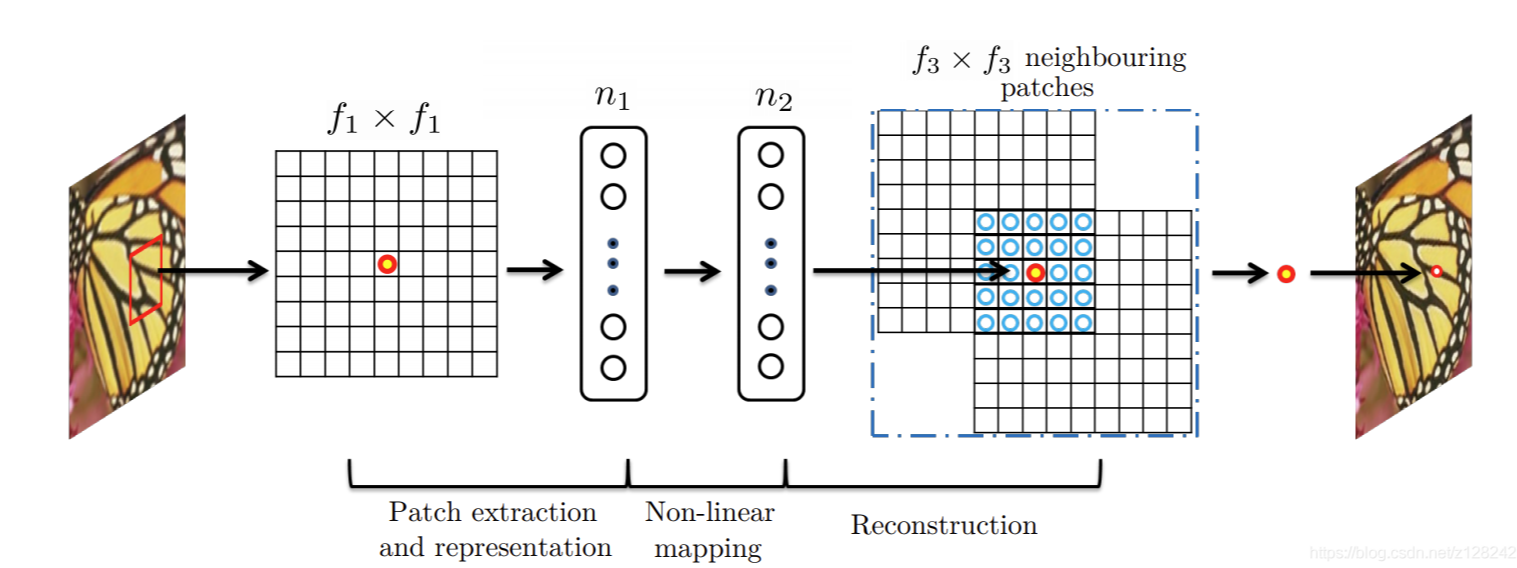 f₃ × f₃ neighbouring
patches
f₁ × f₁
n₁
n₂
Patch extraction
and representation
Non-linear
mapping
Reconstruction
https://blog.csdn.net/z128242